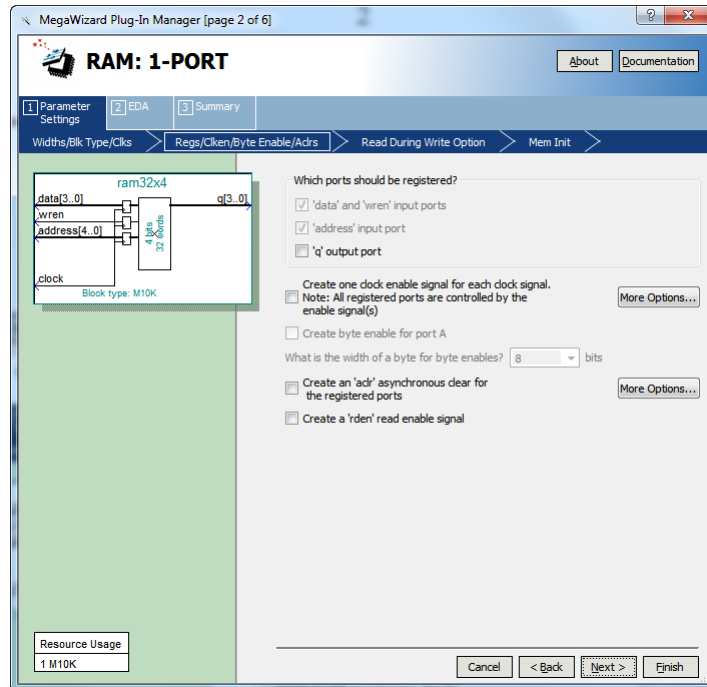 MegaWizard Plug-In Manager [page 2 of 6]
RAM: 1-PORT
About
Documentation
1 Parameter Settings
2 EDA
3 Summary
Widths/Blk Type/Clks
Regs/Clken/Byte Enable/Aclrs
Read During Write Option
Mem Init
ram32x4
data[3..0]
q[3..0]
wren
address[4..0]
4 bits
32 words
clock
Block type: M10K
Which ports should be registered?
'data' and 'wren' input ports
'address' input port
'q' output port
Create one clock enable signal for each clock signal.
Note: All registered ports are controlled by the
enable signal(s)
More Options...
Create byte enable for port A
What is the width of a byte for byte enables? 8 bits
Create an 'aclr' asynchronous clear for
the registered ports
More Options...
Create a 'rden' read enable signal
Resource Usage
1 M10K
Cancel
< Back
Next >
Finish